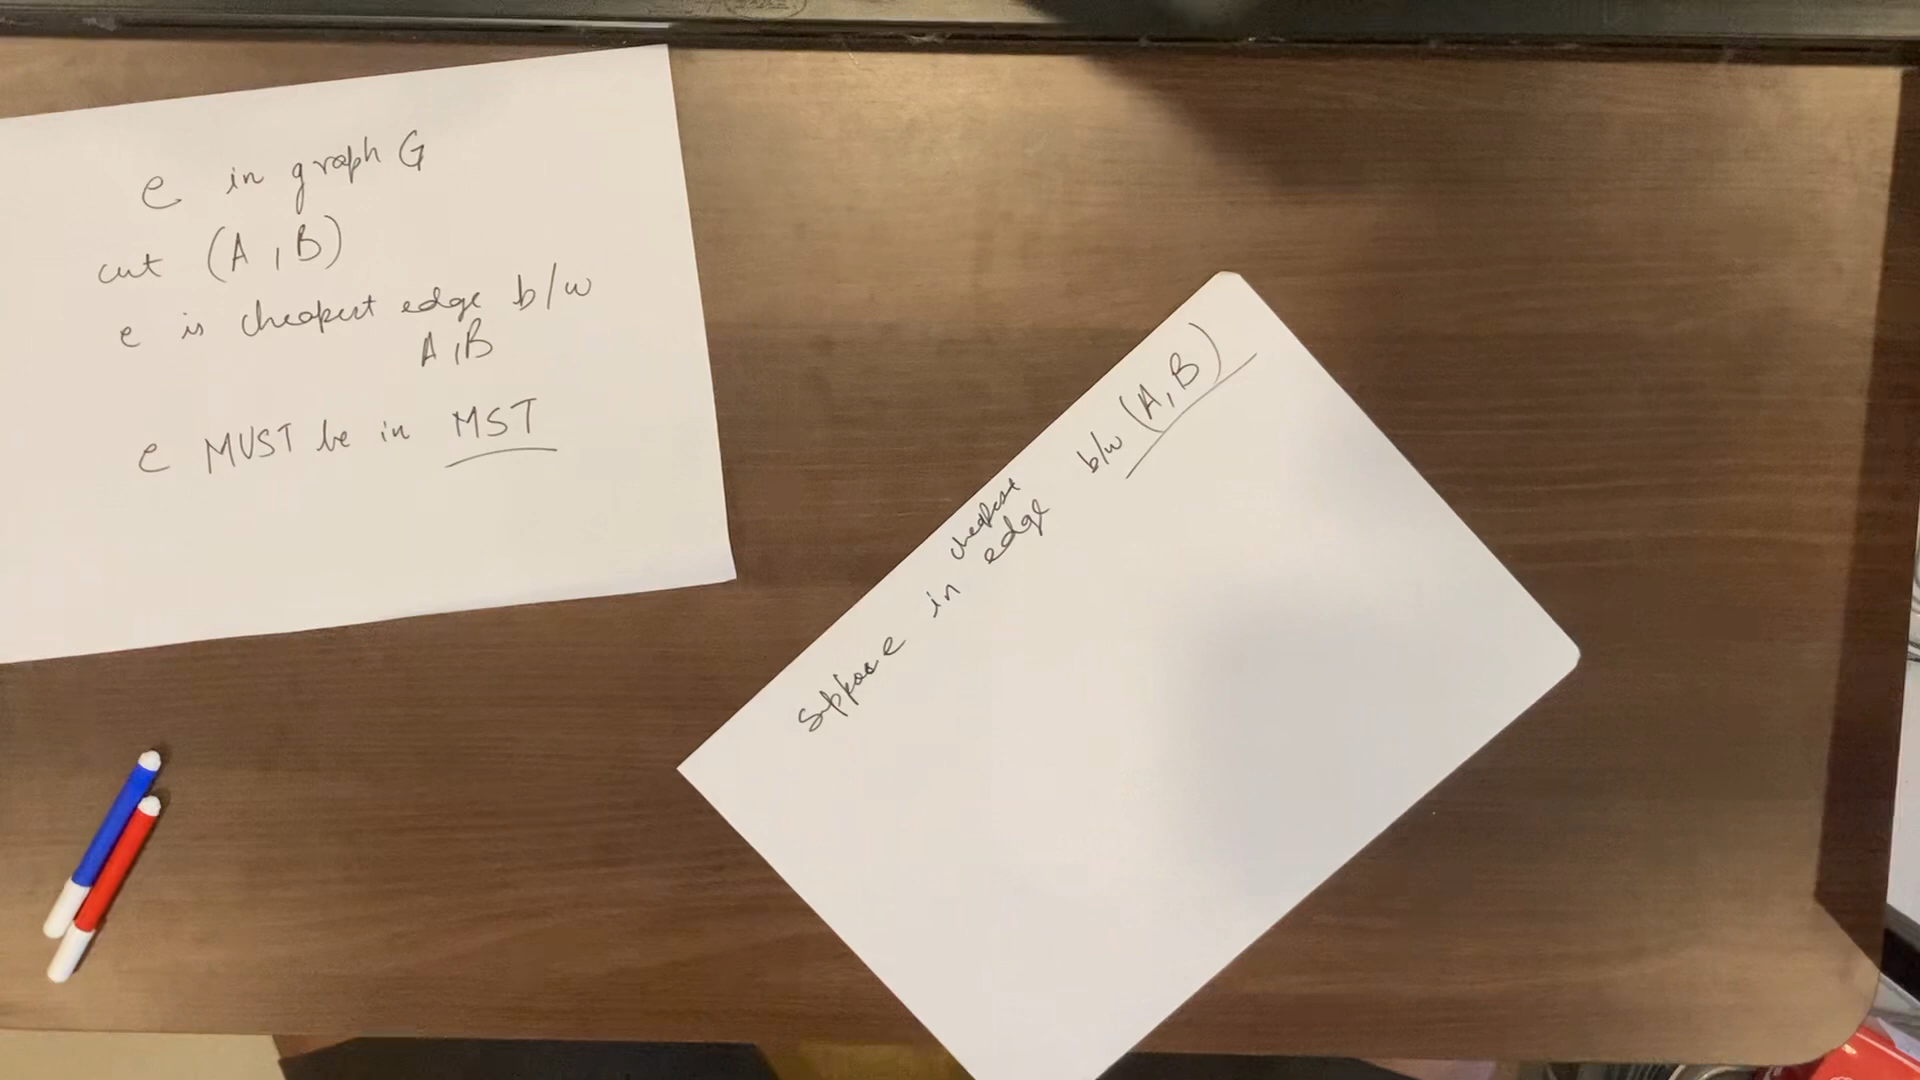 e in graph G
cut (A, B)
e is cheapest edge b/w
A, B
e MUST be in MST
Suppose in cheapest edge b/w (A, B)